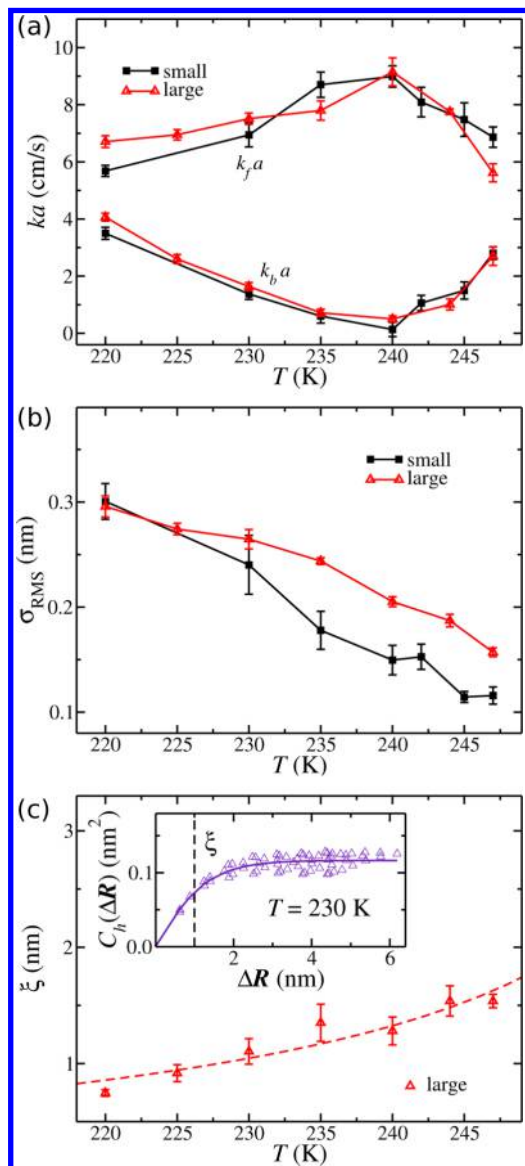 (a)
small
large
10
8
6
4
2
0
ka (cm/s)
k_f a
k_b a
220 225 230 235 240 245
T (K)
(b)
small
large
0.3
0.2
0.1
σ_RMS (nm)
220 225 230 235 240 245
T (K)
(c)
3
2
1
0
ξ (nm)
C_h(ΔR) (nm²)
0.1
0.0
ξ
T = 230 K
2 4 6
ΔR (nm)
large
220 225 230 235 240 245
T (K)